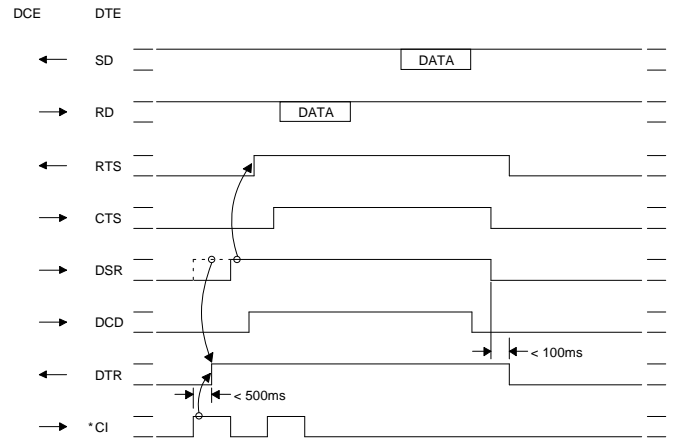 DCE DTE
SD DATA
RD DATA
RTS
CTS
DSR
DCD
< 100ms
DTR
< 500ms
*CI